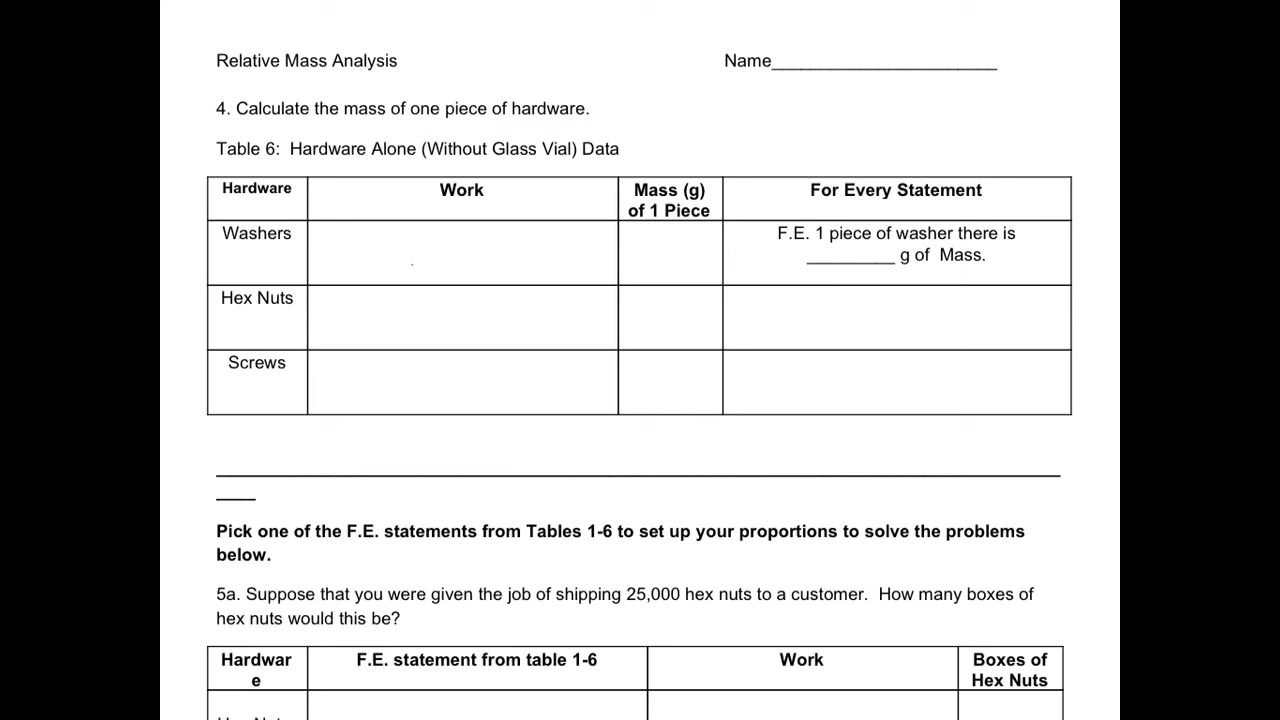 Relative Mass Analysis Name_______________________
4. Calculate the mass of one piece of hardware.
Table 6:  Hardware Alone (Without Glass Vial) Data
Hardware Work Mass (g) of 1 Piece For Every Statement
Washers F.E. 1 piece of washer there is
_________ g of  Mass.
Hex Nuts
Screws
Pick one of the F.E. statements from Tables 1-6 to set up your proportions to solve the problems
below.
5a. Suppose that you were given the job of shipping 25,000 hex nuts to a customer.  How many boxes of
hex nuts would this be?
Hardwar
e F.E. statement from table 1-6 Work Boxes of
Hex Nuts